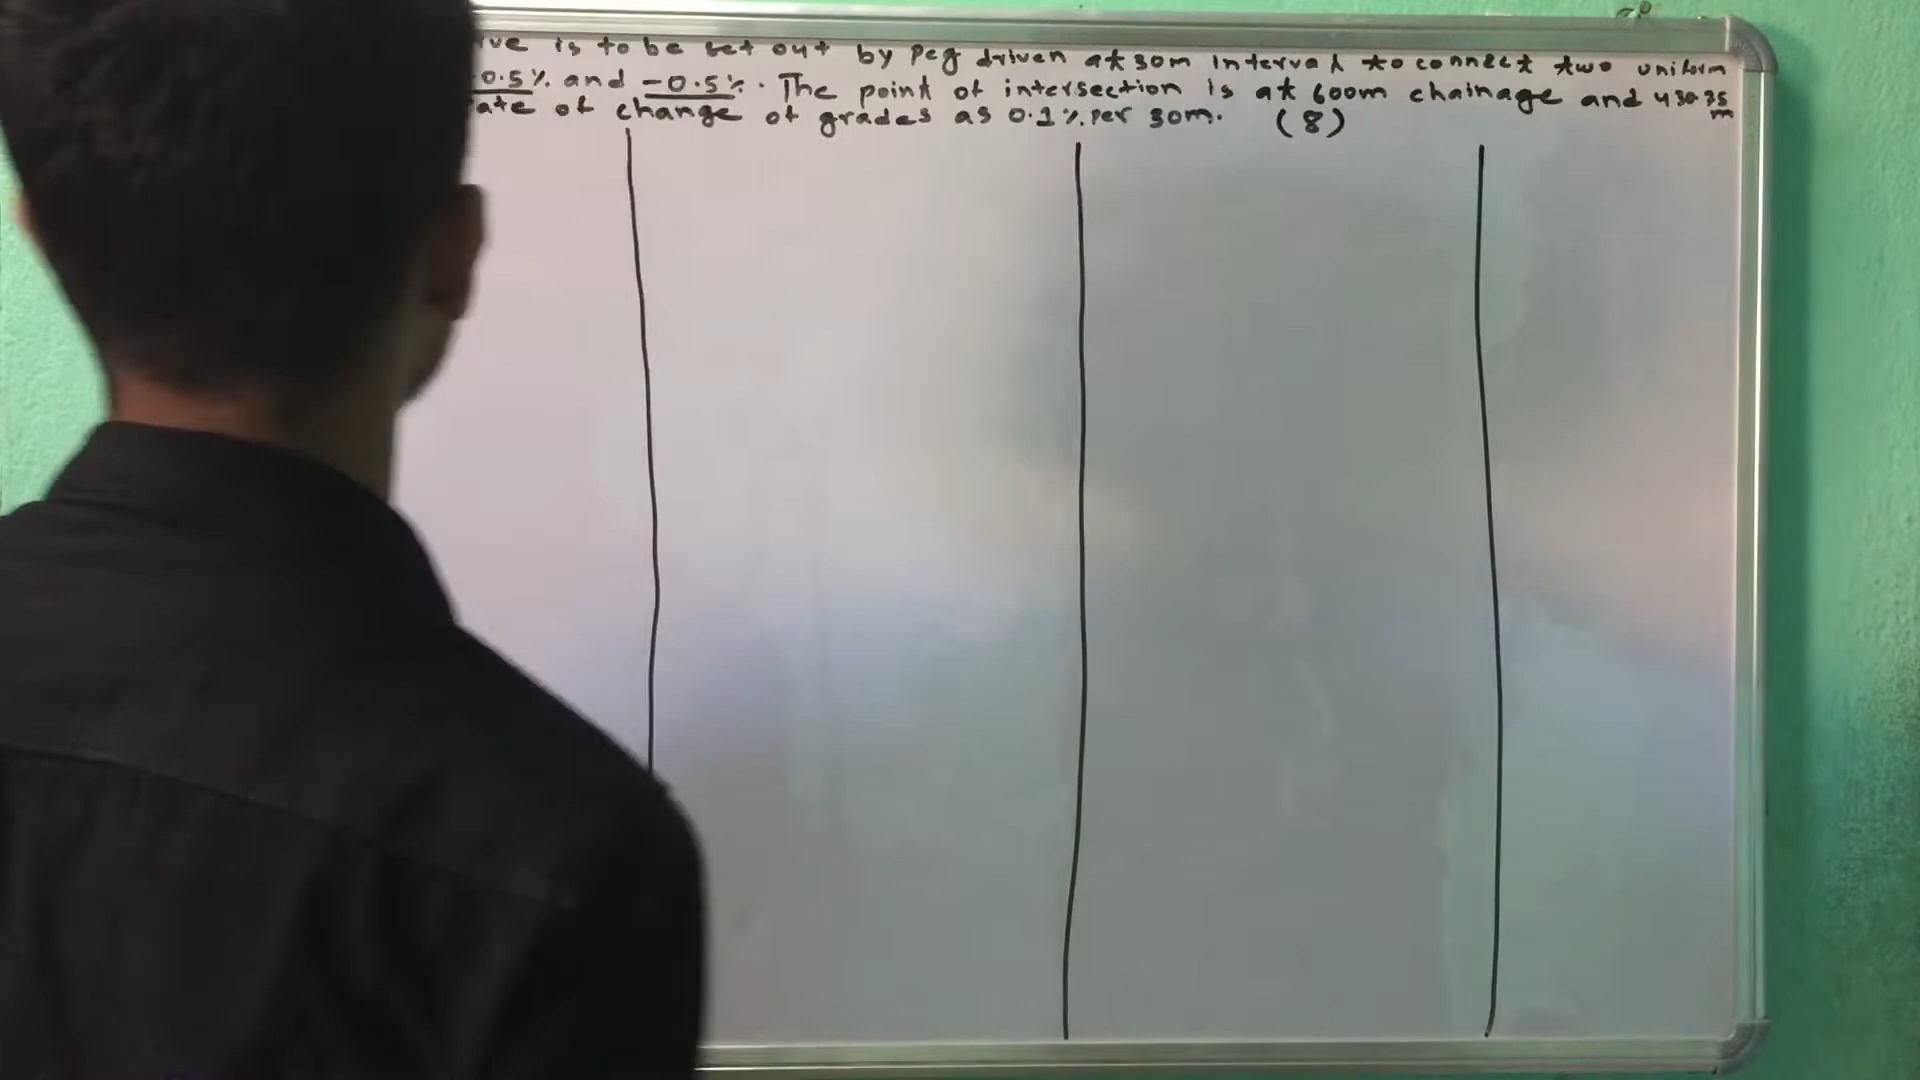 ve is to be set out by peg driven at 30m interval to connect two uniform
0.5% and -0.5%. The point of intersection is at 600m chainage and 430.35 m
ate of change of grades as 0.1% per 30m. (8)